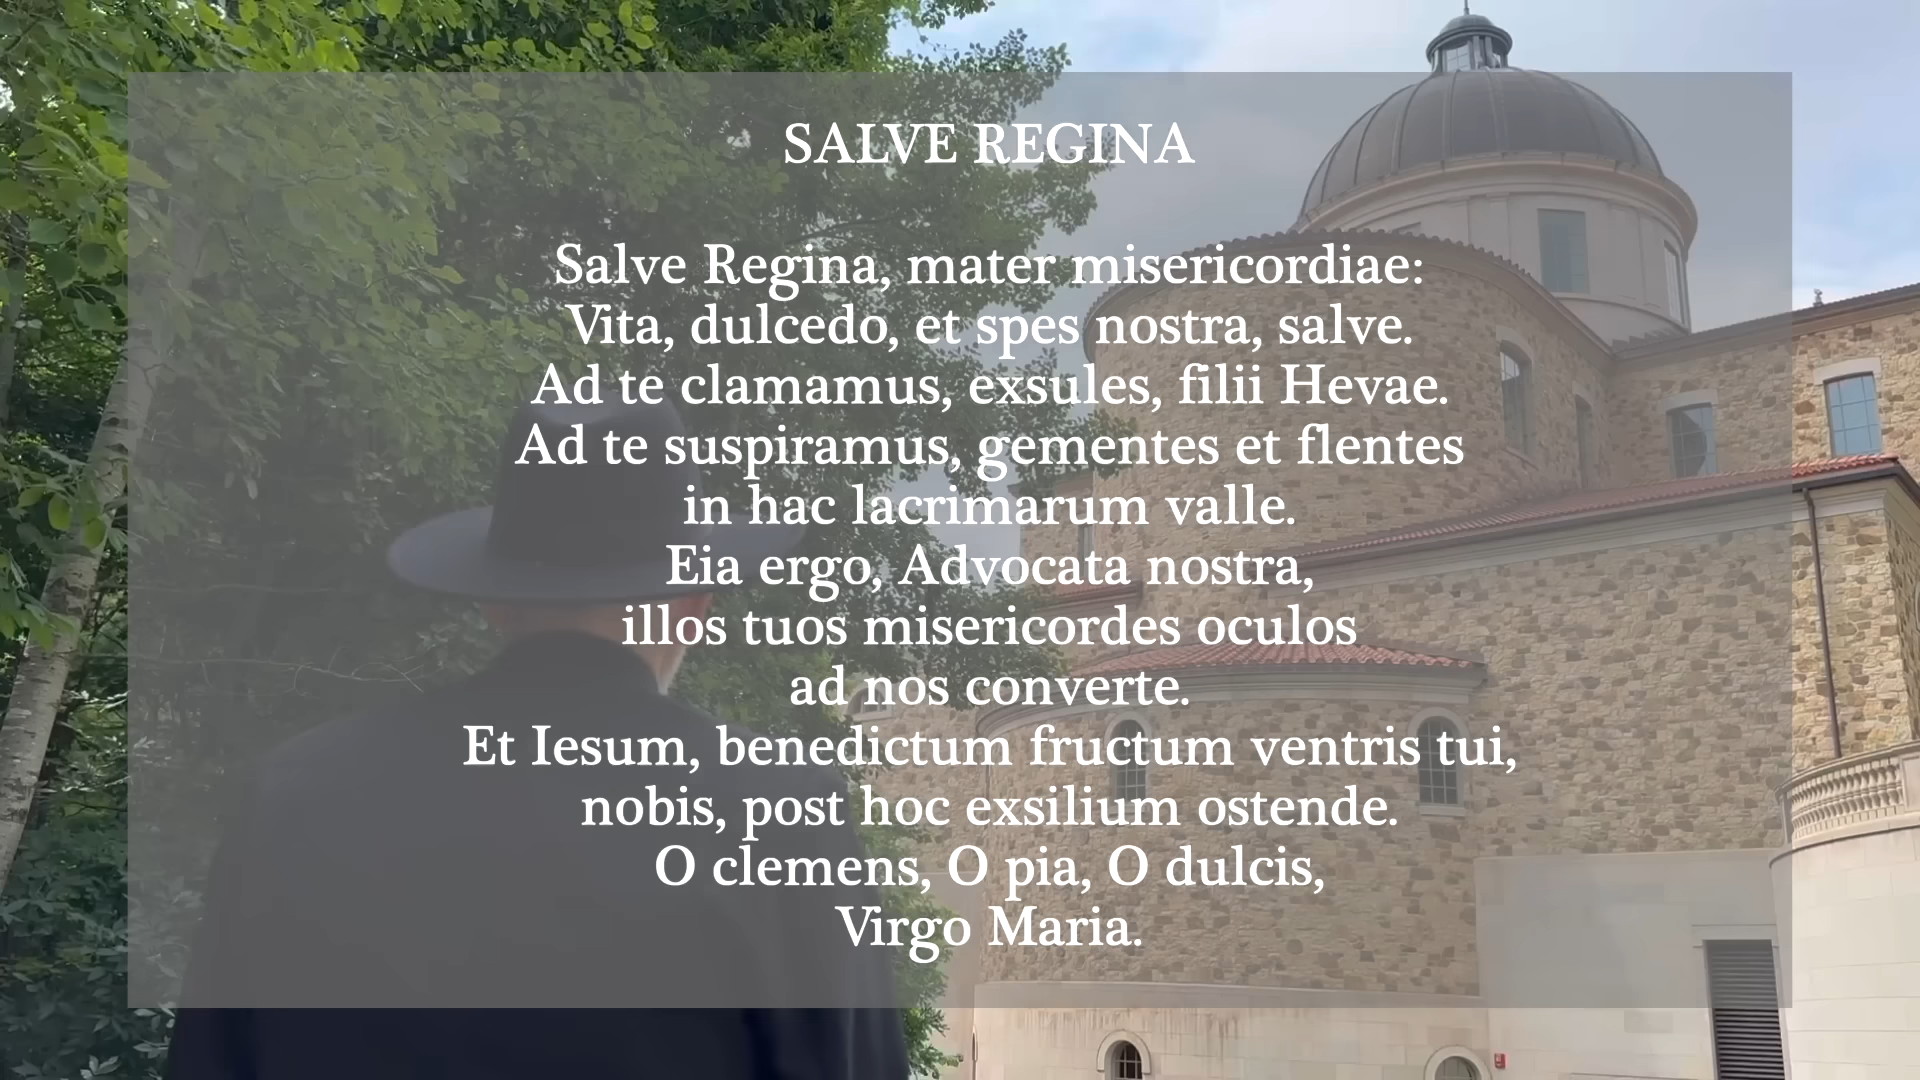 SALVE REGINA
Salve Regina, mater misericordiae:
Vita, dulcedo, et spes nostra, salve.
Ad te clamamus, exsules, filii Hevae.
Ad te suspiramus, gementes et flentes
in hac lacrimarum valle.
Eia ergo, Advocata nostra,
illos tuos misericordes oculos
ad nos converte.
Et Iesum, benedictum fructum ventris tui,
nobis, post hoc exsilium ostende.
O clemens, O pia, O dulcis,
Virgo Maria.